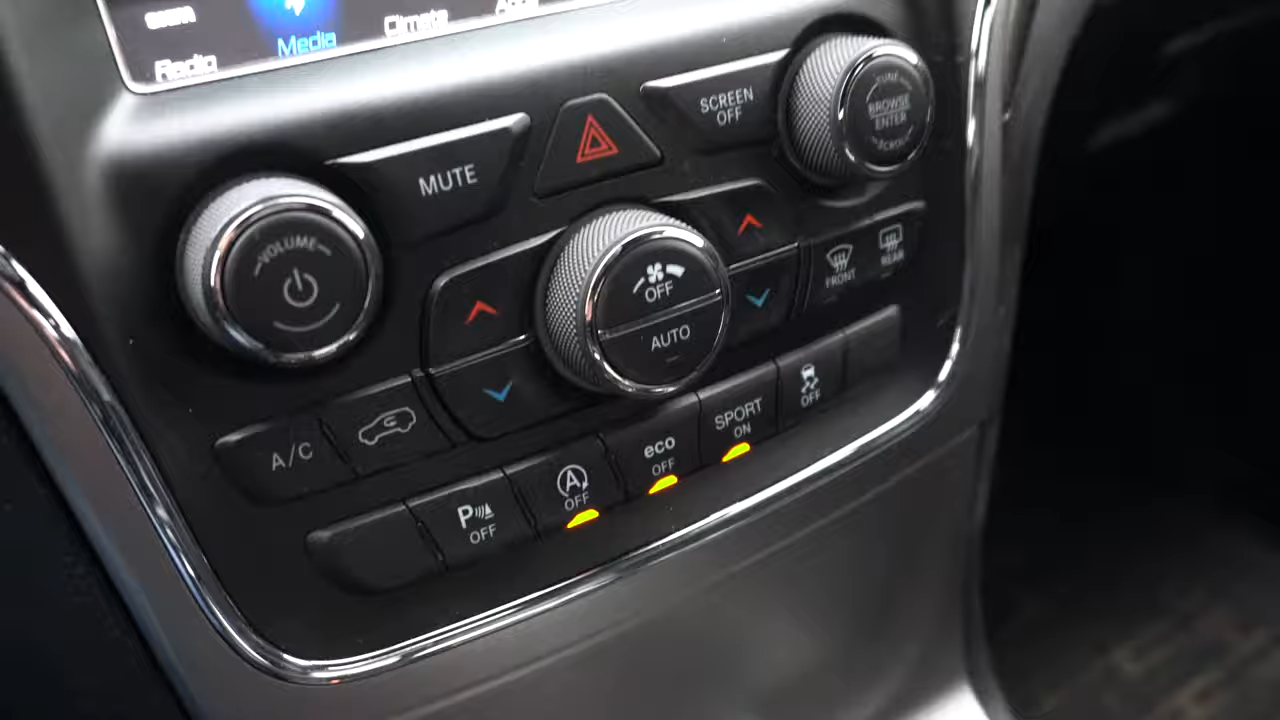 Radio
Media
Climate
Apps
SCREEN
OFF
TUNE
BROWSE
ENTER
SCROLL
MUTE
VOLUME
OFF
AUTO
FRONT
REAR
A/C
P
OFF
A
OFF
eco
OFF
SPORT
ON
OFF